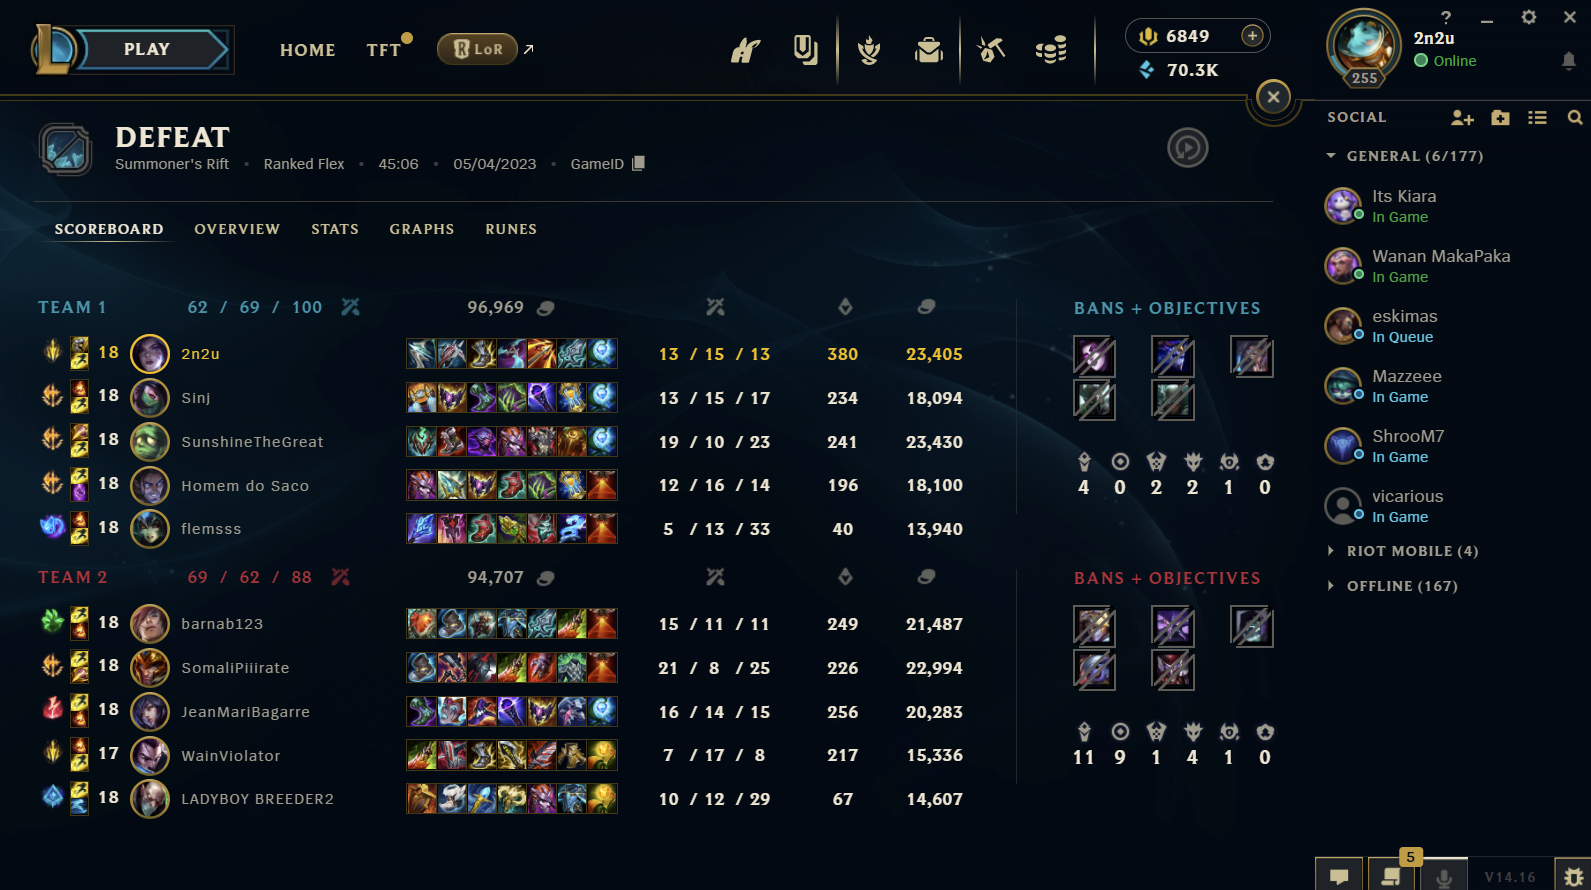 PLAY
HOME
TFT
LoR
6849
70.3K
2n2u
Online
255
DEFEAT
Summoner's Rift • Ranked Flex • 45:06 • 05/04/2023 • GameID
SCOREBOARD OVERVIEW STATS GRAPHS RUNES
TEAM 1 62 / 69 / 100 96,969
18 2n2u 13 / 15 / 13 380 23,405
18 Sinj 13 / 15 / 17 234 18,094
18 SunshineTheGreat 19 / 10 / 23 241 23,430
18 Homem do Saco 12 / 16 / 14 196 18,100
18 flemsss 5 / 13 / 33 40 13,940
BANS + OBJECTIVES
4 0 2 2 1 0
TEAM 2 69 / 62 / 88 94,707
18 barnab123 15 / 11 / 11 249 21,487
18 SomaliPiiirate 21 / 8 / 25 226 22,994
18 JeanMariBagarre 16 / 14 / 15 256 20,283
17 WainViolator 7 / 17 / 8 217 15,336
18 LADYBOY BREEDER2 10 / 12 / 29 67 14,607
BANS + OBJECTIVES
11 9 1 4 1 0
SOCIAL
GENERAL (6/177)
Its Kiara
In Game
Wanan MakaPaka
In Game
eskimas
In Queue
Mazzeee
In Game
ShrooM7
In Game
vicarious
In Game
RIOT MOBILE (4)
OFFLINE (167)
5
V14.16